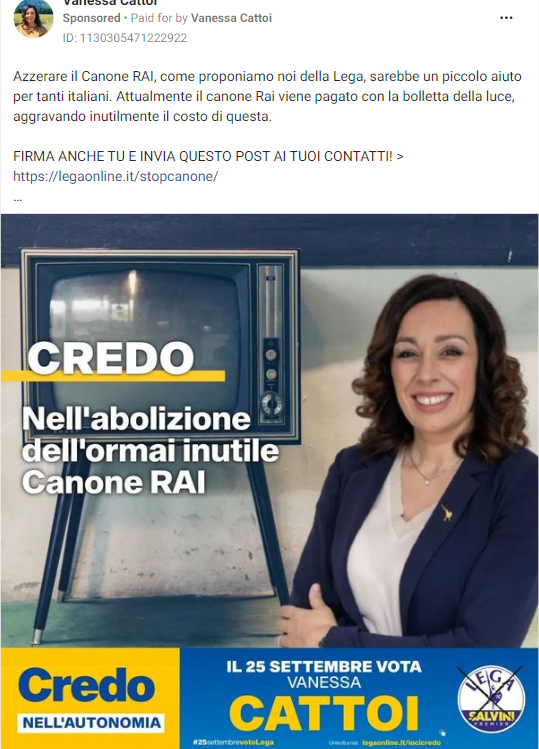 Vanessa Cattoi
Sponsored • Paid for by Vanessa Cattoi
ID: 1130305471222922
Azzerare il Canone RAI, come proponiamo noi della Lega, sarebbe un piccolo aiuto
per tanti italiani. Attualmente il canone Rai viene pagato con la bolletta della luce,
aggravando inutilmente il costo di questa.
FIRMA ANCHE TU E INVIA QUESTO POST AI TUOI CONTATTI! >
https://legaonline.it/stopcanone/
...
CREDO
Nell'abolizione
dell'ormai inutile
Canone RAI
Credo
NELL'AUTONOMIA
IL 25 SETTEMBRE VOTA
VANESSA
CATTOI
#25settembrevotoLega
Unisciti a noi legaonline.it/iocicredo
LEGA
SALVINI
PREMIER